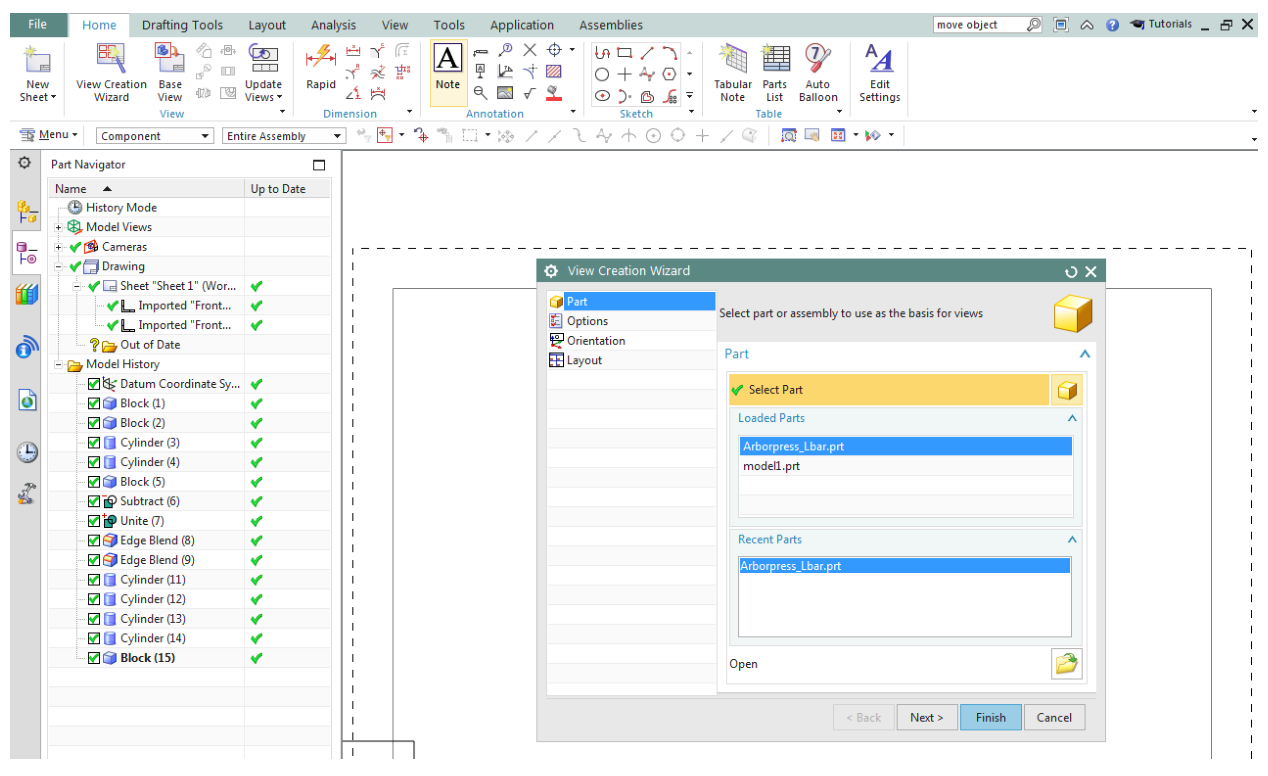 File Home Drafting Tools Layout Analysis View Tools Application Assemblies move object Tutorials
New Sheet
View Creation Wizard
Base View
Update Views
View
Rapid
Dimension
A Note
Annotation
Sketch
Tabular Note
Parts List
Auto Balloon
Table
Edit Settings
Menu Component Entire Assembly
Part Navigator
Name Up to Date
History Mode
Model Views
Cameras
Drawing
Sheet "Sheet 1" (Wor...
Imported "Front...
Imported "Front...
Out of Date
Model History
Datum Coordinate Sy...
Block (1)
Block (2)
Cylinder (3)
Cylinder (4)
Block (5)
Subtract (6)
Unite (7)
Edge Blend (8)
Edge Blend (9)
Cylinder (11)
Cylinder (12)
Cylinder (13)
Cylinder (14)
Block (15)
View Creation Wizard
Part
Options
Orientation
Layout
Select part or assembly to use as the basis for views
Part
Select Part
Loaded Parts
Arborpress_Lbar.prt
model1.prt
Recent Parts
Arborpress_Lbar.prt
Open
< Back Next > Finish Cancel